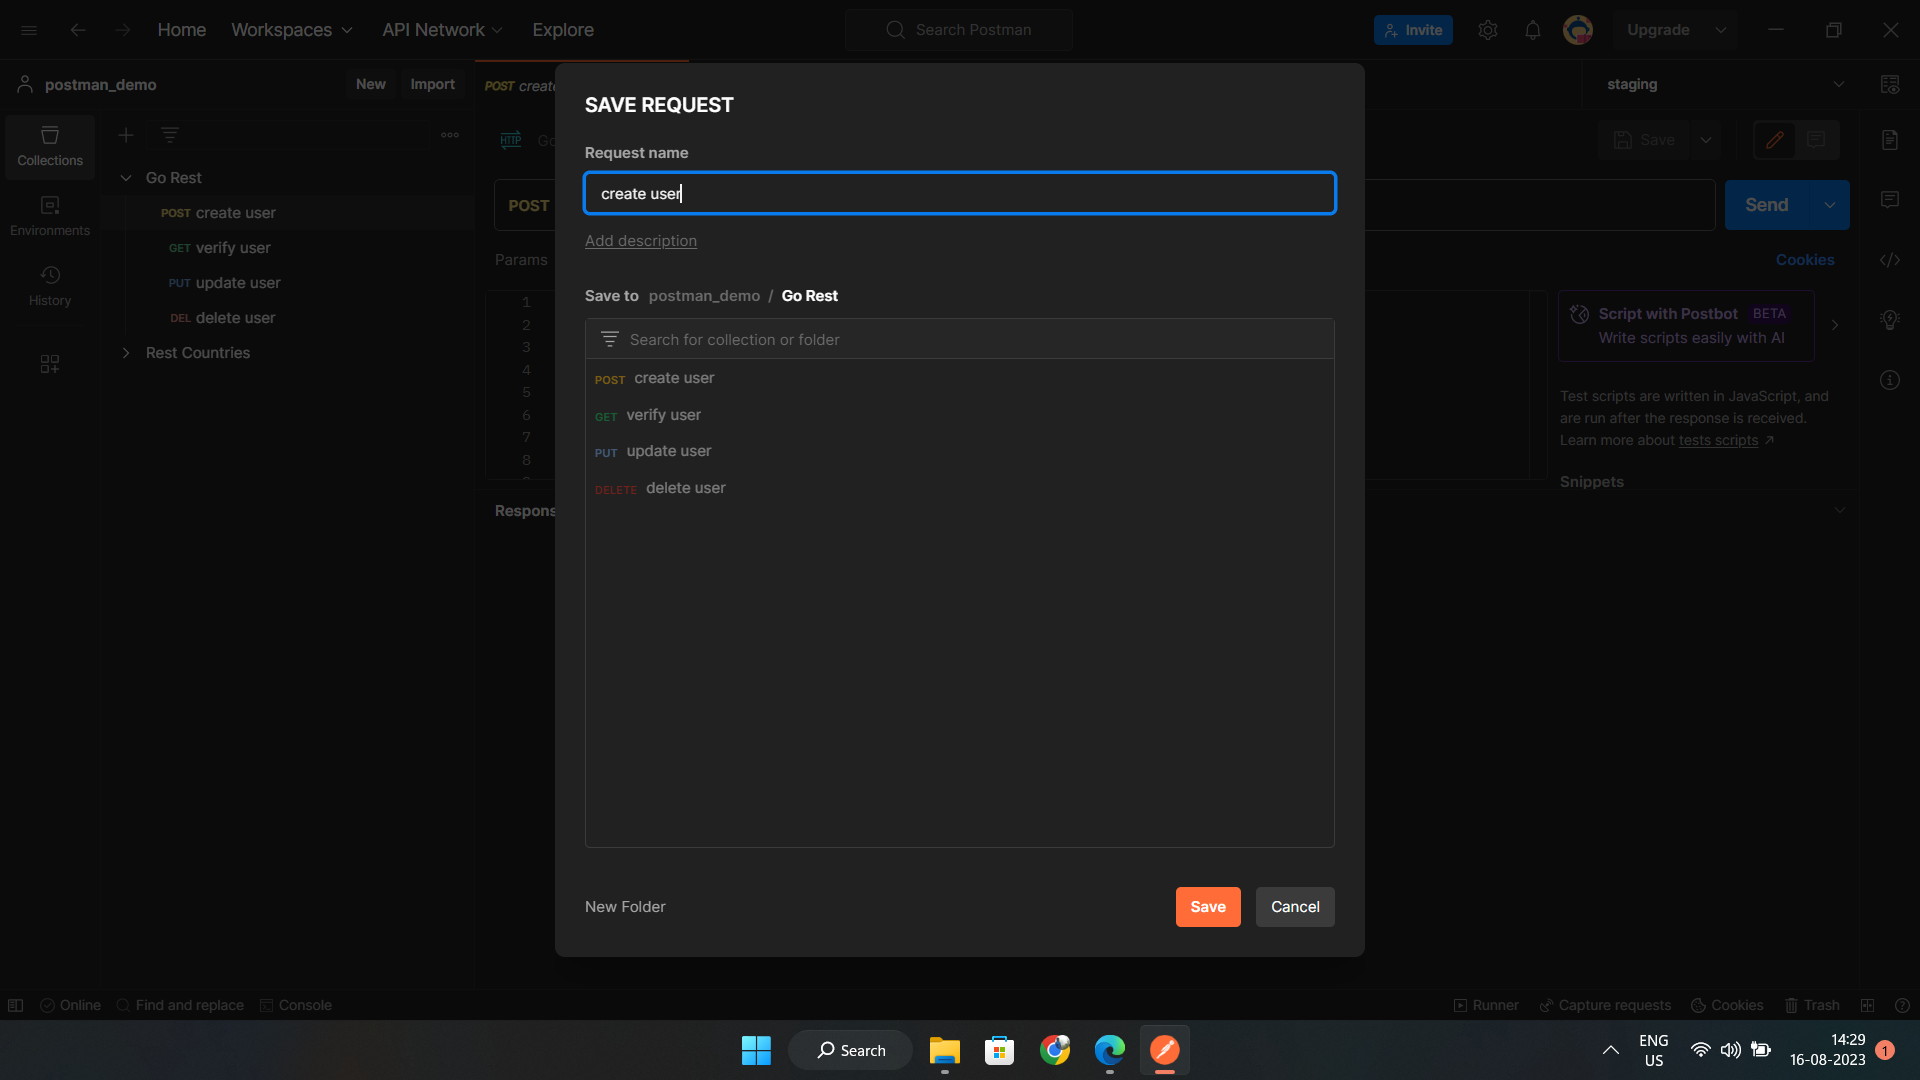 Home Workspaces API Network Explore Search Postman Invite Upgrade
postman_demo New Import POST create staging
SAVE REQUEST
Collections
HTTP Go Save
Request name
Go Rest
create user
POST create user
POST Send
Environments
GET verify user
Add description
Params Cookies
PUT update user
History
Save to postman_demo / Go Rest
1
2
3
4
5
6
7
8
DEL delete user
Script with Postbot BETA
Write scripts easily with AI
Search for collection or folder
Rest Countries
POST create user
GET verify user
PUT update user
DELETE delete user
Test scripts are written in JavaScript, and
are run after the response is received.
Learn more about tests scripts
Snippets
Respons
New Folder Save Cancel
Online Find and replace Console Runner Capture requests Cookies Trash
Search
ENG
US
14:29
16-08-2023
1